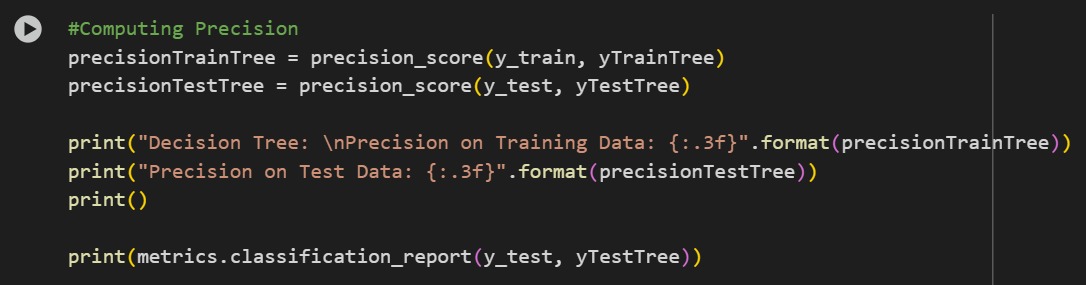 #Computing Precision
precisionTrainTree = precision_score(y_train, yTrainTree)
precisionTestTree = precision_score(y_test, yTestTree)
print("Decision Tree: \nPrecision on Training Data: {:.3f}".format(precisionTrainTree))
print("Precision on Test Data: {:.3f}".format(precisionTestTree))
print()
print(metrics.classification_report(y_test, yTestTree))